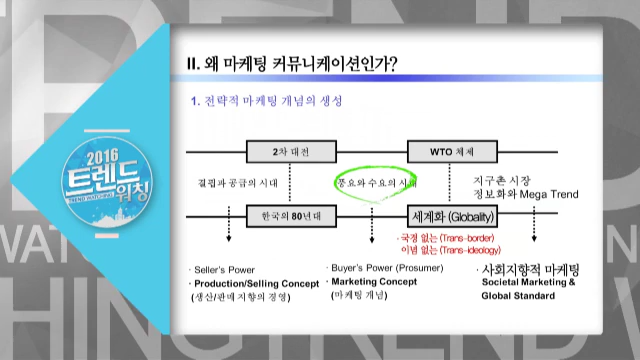 II. 왜 마케팅 커뮤니케이션인가?
1. 전략적 마케팅 개념의 생성
2차 대전
WTO 체제
결핍과 공급의 시대
풍요와 수요의 시대
지구촌 시장
정보화와 Mega Trend
한국의 80년대
세계화 (Globality)
· 국경 없는 (Trans-border)
이념 없는 (Trans-ideology)
· Seller's Power
· Production/Selling Concept
(생산/판매 지향의 경영)
· Buyer's Power (Prosumer)
· Marketing Concept
(마케팅 개념)
· 사회지향적 마케팅
Societal Marketing &
Global Standard
2016
트렌드
워칭
TREND WATCHING